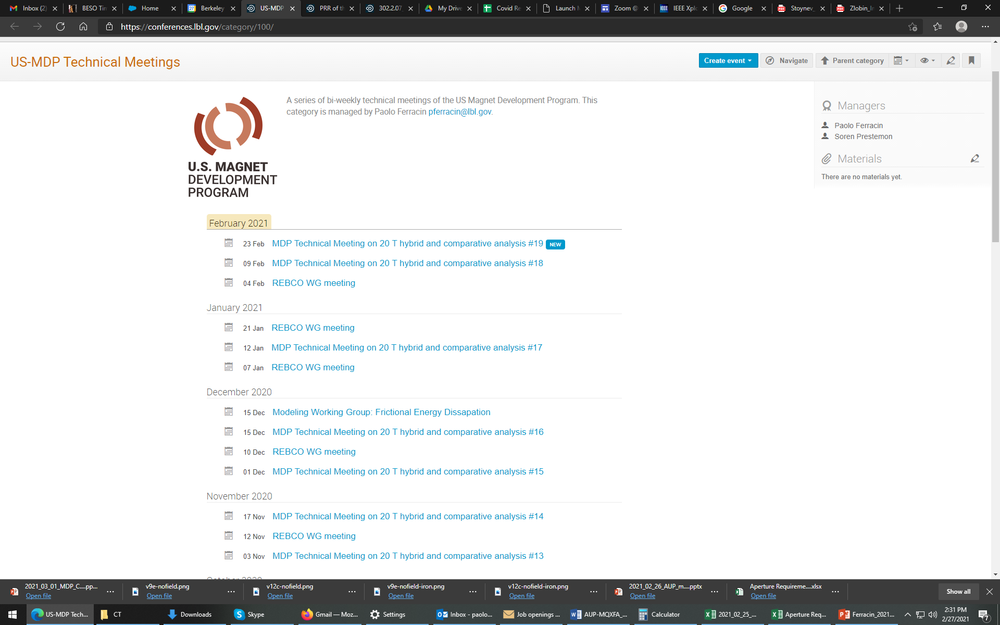 Inbox (2)
BESO Tim
Home
Berkeley
US-MDP
PRR of th
302.2.07
My Drive
Covid Re
Launch M
Zoom @
IEEE Xplo
Google
Stoynev_
Zlobin_Ir
https://conferences.lbl.gov/category/100/
US-MDP Technical Meetings
Create event
Navigate
Parent category
A series of bi-weekly technical meetings of the US Magnet Development Program. This
category is managed by Paolo Ferracin pferracin@lbl.gov.
U.S. MAGNET
DEVELOPMENT
PROGRAM
Managers
Paolo Ferracin
Soren Prestemon
Materials
There are no materials yet.
February 2021
23 Feb MDP Technical Meeting on 20 T hybrid and comparative analysis #19 NEW
09 Feb MDP Technical Meeting on 20 T hybrid and comparative analysis #18
04 Feb REBCO WG meeting
January 2021
21 Jan REBCO WG meeting
12 Jan MDP Technical Meeting on 20 T hybrid and comparative analysis #17
07 Jan REBCO WG meeting
December 2020
15 Dec Modeling Working Group: Frictional Energy Dissapation
15 Dec MDP Technical Meeting on 20 T hybrid and comparative analysis #16
10 Dec REBCO WG meeting
01 Dec MDP Technical Meeting on 20 T hybrid and comparative analysis #15
November 2020
17 Nov MDP Technical Meeting on 20 T hybrid and comparative analysis #14
12 Nov REBCO WG meeting
03 Nov MDP Technical Meeting on 20 T hybrid and comparative analysis #13
October 2020
2021_03_01_MDP_C....pp...
Open file
v9e-nofield.png
Open file
v12c-nofield.png
Open file
v9e-nofield-iron.png
Open file
v12c-nofield-iron.png
Open file
2021_02_26_AUP_m....pptx
Open file
Aperture Requireme....xlsx
Open file
Show all
US-MDP Tech...
CT
Downloads
Skype
Gmail — Moz...
Settings
Inbox - paolo...
Job openings ...
AUP-MQXFA_...
Calculator
2021_02_25_...
Aperture Req...
Ferracin_2021...
2:31 PM
2/27/2021
7